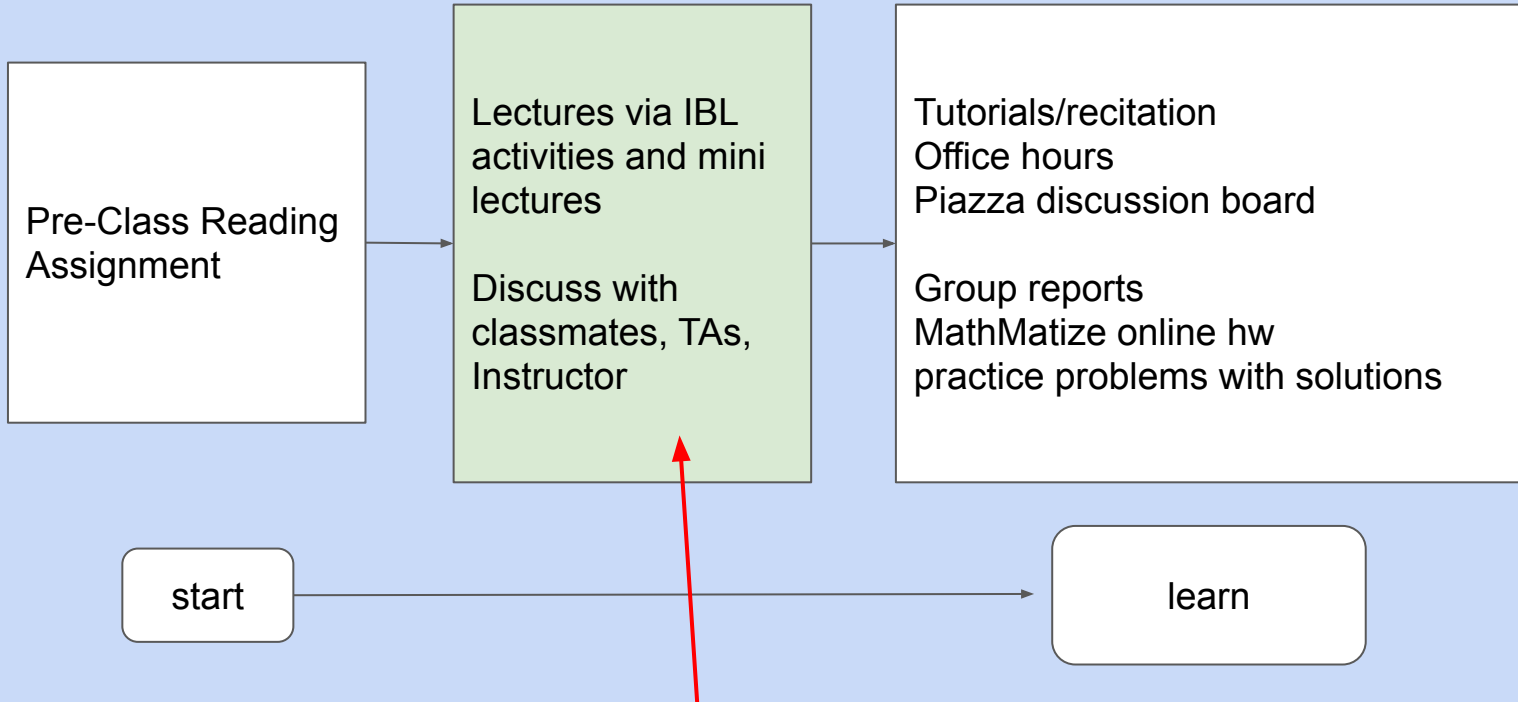 Pre-Class Reading
Assignment
Lectures via IBL
activities and mini
lectures
Discuss with
classmates, TAs,
Instructor
Tutorials/recitation
Office hours
Piazza discussion board
Group reports
MathMatize online hw
practice problems with solutions
start
learn